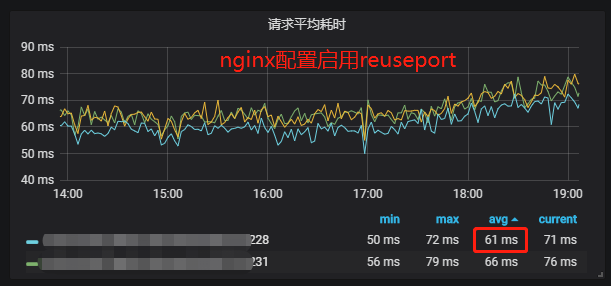 请求平均耗时
nginx配置启用reuseport
90 ms
80 ms
70 ms
60 ms
50 ms
40 ms
14:00 15:00 16:00 17:00 18:00 19:00
min max avg current
228 50 ms 72 ms 61 ms 71 ms
231 56 ms 79 ms 66 ms 76 ms